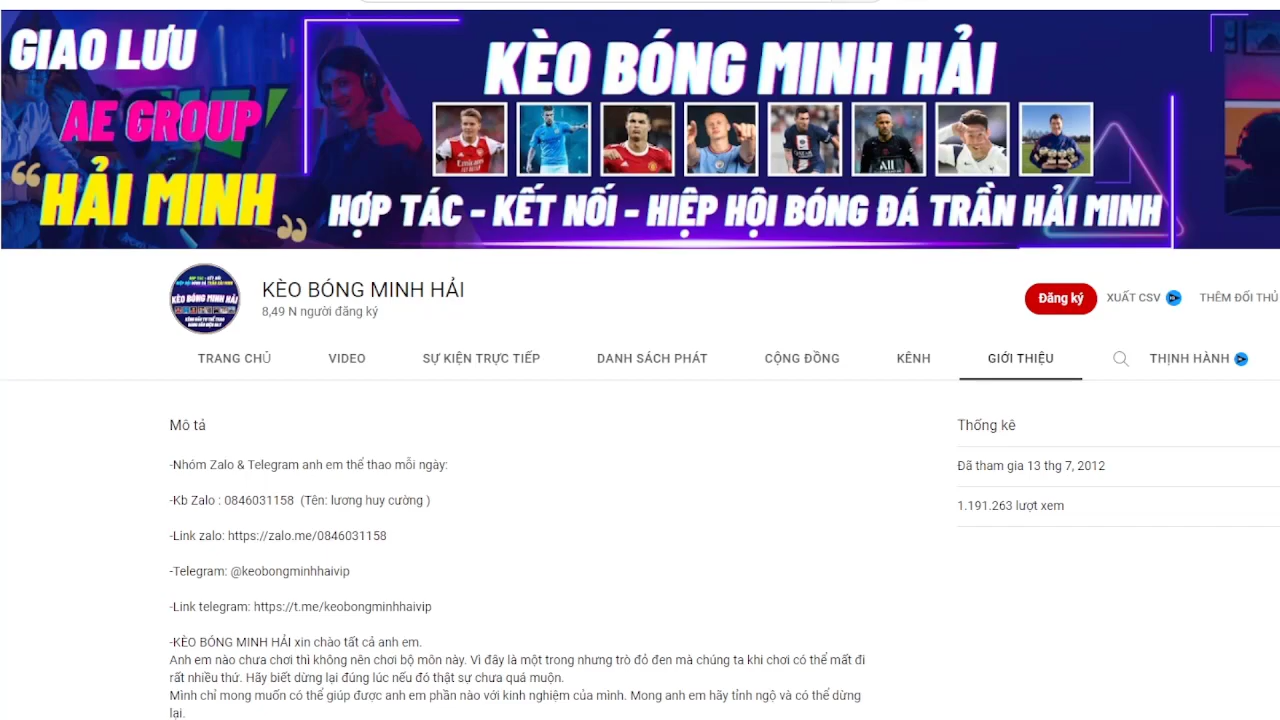 GIAO LƯU
AE GROUP
“HẢI MINH”
KÈO BÓNG MINH HẢI
HỢP TÁC - KẾT NỐI - HIỆP HỘI BÓNG ĐÁ TRẦN HẢI MINH
KÈO BÓNG MINH HẢI
KÈO BÓNG MINH HẢI
8,49 N người đăng ký
Đăng ký
XUẤT CSV
THÊM ĐỐI THỦ
TRANG CHỦ
VIDEO
SỰ KIỆN TRỰC TIẾP
DANH SÁCH PHÁT
CỘNG ĐỒNG
KÊNH
GIỚI THIỆU
THỊNH HÀNH
Mô tả
-Nhóm Zalo & Telegram anh em thể thao mỗi ngày:
-Kb Zalo : 0846031158 (Tên: lương huy cường )
-Link zalo: https://zalo.me/0846031158
-Telegram: @keobongminhhaivip
-Link telegram: https://t.me/keobongminhhaivip
-KÈO BÓNG MINH HẢI xin chào tất cả anh em.
Anh em nào chưa chơi thì không nên chơi bộ môn này. Vì đây là một trong nhưng trò đỏ đen mà chúng ta khi chơi có thể mất đi
rất nhiều thứ. Hãy biết dừng lại đúng lúc nếu đó thật sự chưa quá muộn.
Mình chỉ mong muốn có thể giúp được anh em phần nào với kinh nghiệm của mình. Mong anh em hãy tỉnh ngộ và có thể dừng
lại.
Thống kê
Đã tham gia 13 thg 7, 2012
1.191.263 lượt xem